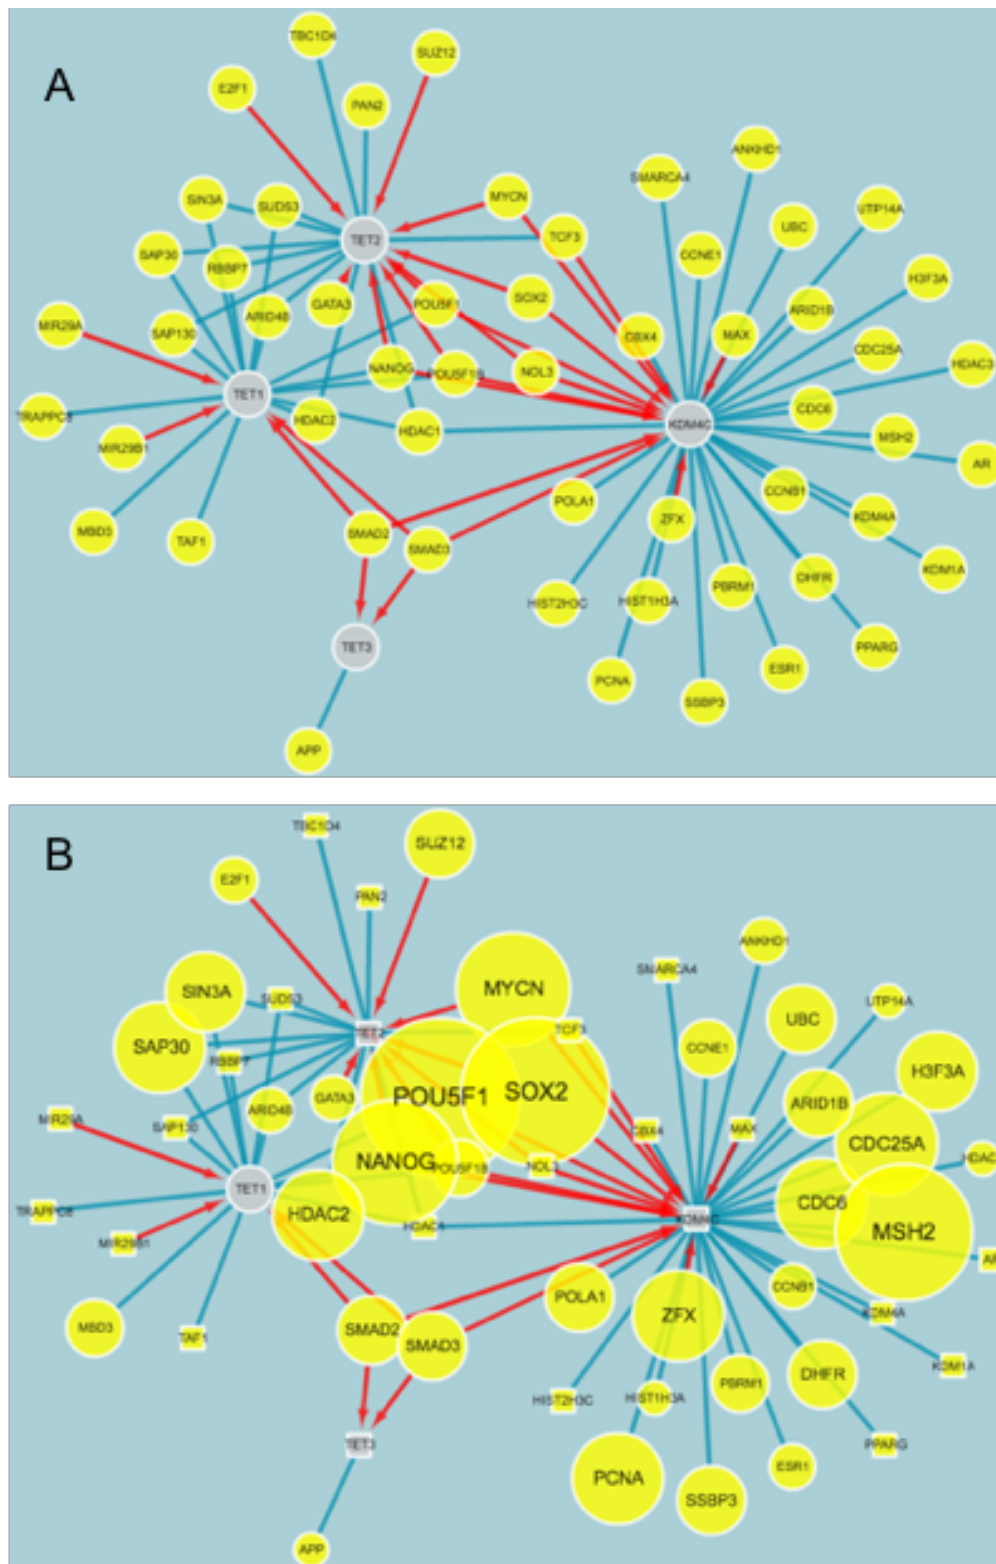 A
TBC1D4
SUZ12
E2F1
PAN2
ANKHD1
SMARCA4
SIN3A
SUDS3
MYCN
UTP14A
UBC
TET2
TCF3
SAP30
RBBP7
CCNE1
H3F3A
GATA3
POU5F1
SOX2
ARID1B
MIR29A
ARID4B
SAP130
CBX4
MAX
CDC25A
HDAC3
NANOG
POU5F1B
NOL3
TET1
TRAPPC8
HDAC2
HDAC1
KDM4C
CDC6
MSH2
MIR29B1
AR
CCNB1
POLA1
MBD3
TAF1
SMAD2
SMAD3
ZFX
KDM4A
KDM1A
PBRM1
DHFR
HIST2H3C
HIST1H3A
TET3
PPARG
ESR1
PCNA
SSBP3
APP
B
TBC1D4
SUZ12
E2F1
PAN2
ANKHD1
SMARCA4
SIN3A
SUDS3
MYCN
UTP14A
UBC
TCF3
SAP30
RBBP7
CCNE1
H3F3A
GATA3
POU5F1
SOX2
ARID1B
MIR29A
ARID4B
SAP130
CBX4
MAX
CDC25A
NANOG
POU5F1B
NOL3
HDAC
TET1
TRAPPC8
HDAC2
HDAC1
KDM4C
CDC6
MSH2
MIR29B1
AR
CCNB1
POLA1
MBD3
TAF1
SMAD2
SMAD3
ZFX
KDM4A
KDM1A
PBRM1
DHFR
HIST2H3C
HIST1H3A
TET3
PPARG
ESR1
PCNA
SSBP3
APP